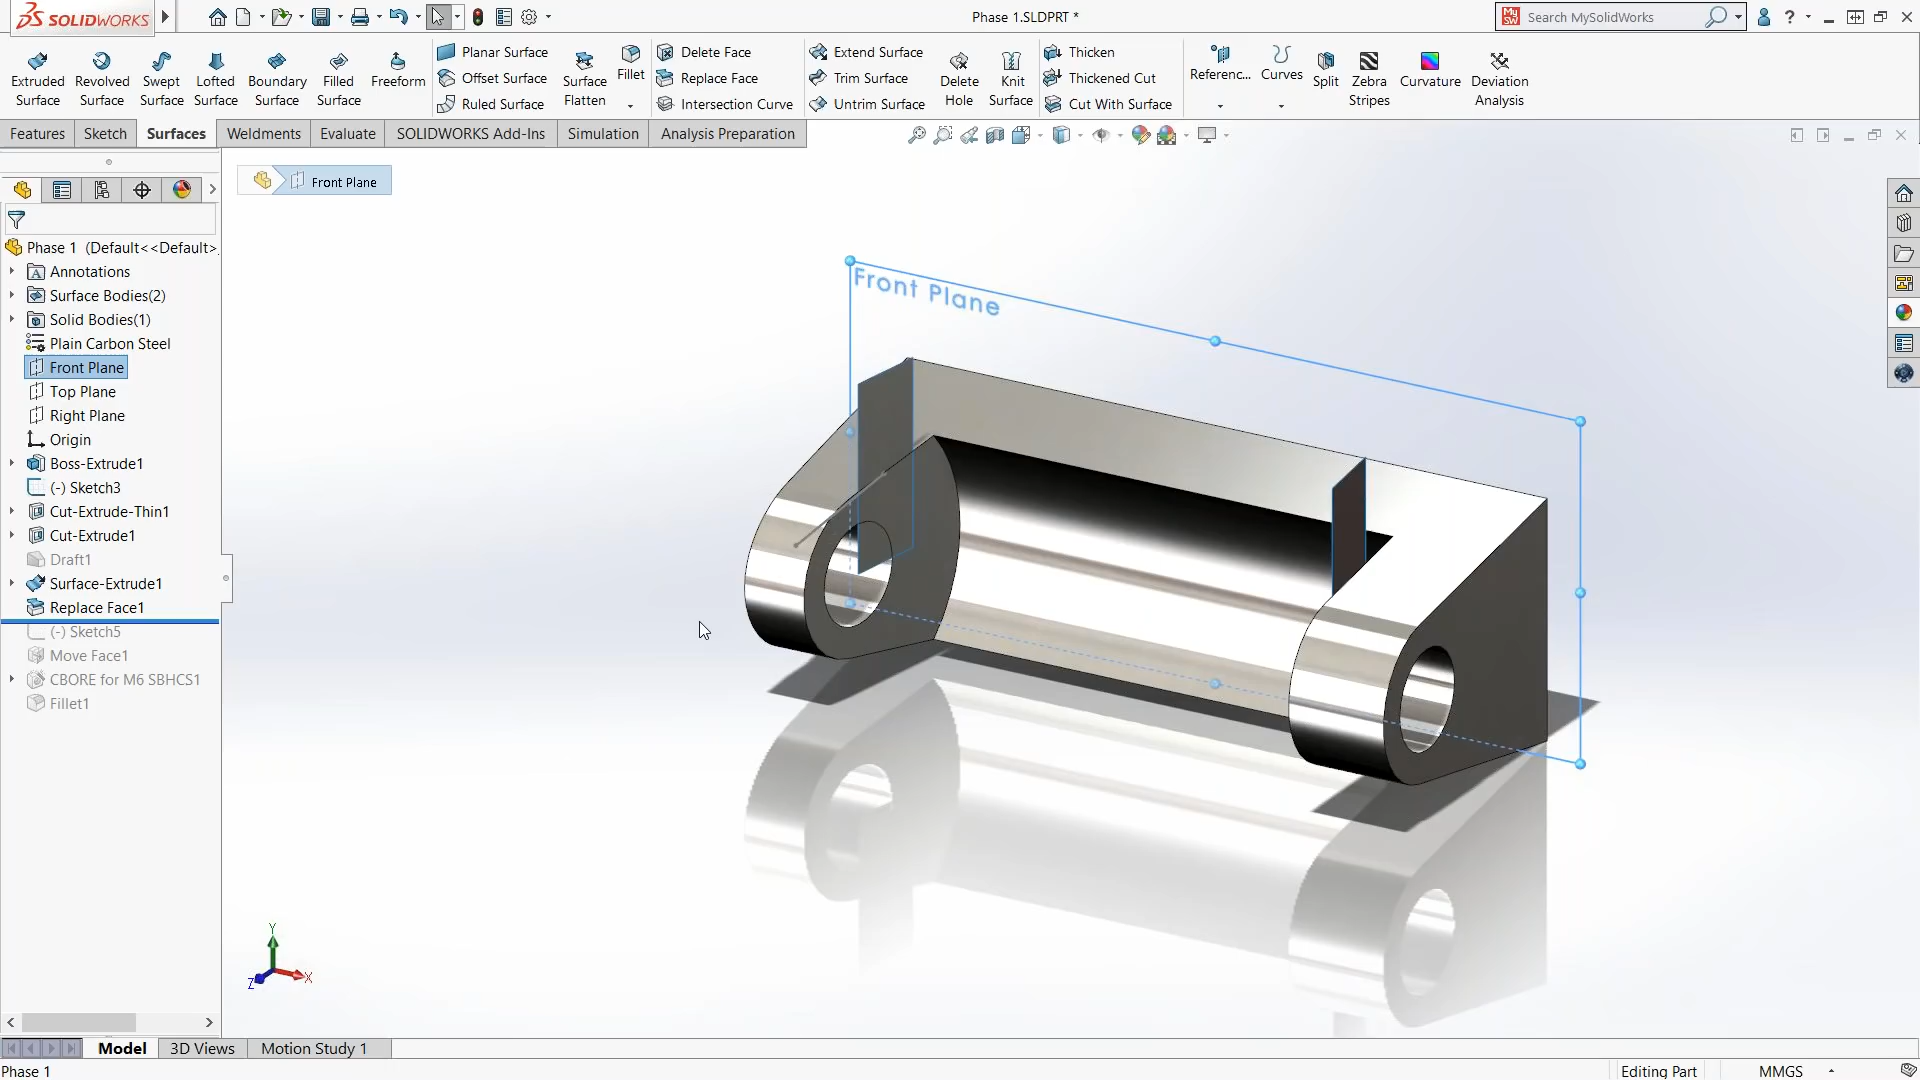 SOLIDWORKS
Phase 1.SLDPRT *
Search MySolidWorks
Extruded Surface
Revolved Surface
Swept Surface
Lofted Surface
Boundary Surface
Filled Surface
Freeform
Planar Surface
Offset Surface
Ruled Surface
Surface Flatten
Fillet
Delete Face
Replace Face
Intersection Curve
Extend Surface
Trim Surface
Untrim Surface
Delete Hole
Knit Surface
Thicken
Thickened Cut
Cut With Surface
Referenc...
Curves
Split
Zebra Stripes
Curvature
Deviation Analysis
Features
Sketch
Surfaces
Weldments
Evaluate
SOLIDWORKS Add-Ins
Simulation
Analysis Preparation
Front Plane
Phase 1 (Default<<Default>
Annotations
Surface Bodies(2)
Solid Bodies(1)
Plain Carbon Steel
Front Plane
Top Plane
Right Plane
Origin
Boss-Extrude1
(-) Sketch3
Cut-Extrude-Thin1
Cut-Extrude1
Draft1
Surface-Extrude1
Replace Face1
(-) Sketch5
Move Face1
CBORE for M6 SBHCS1
Fillet1
Front Plane
Y
X
Z
Model
3D Views
Motion Study 1
Phase 1
Editing Part
MMGS